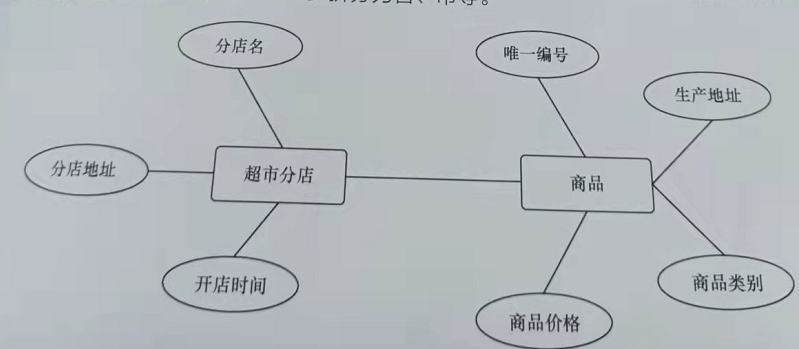 分店名
唯一编号
生产地址
分店地址
超市分店
商品
开店时间
商品类别
商品价格